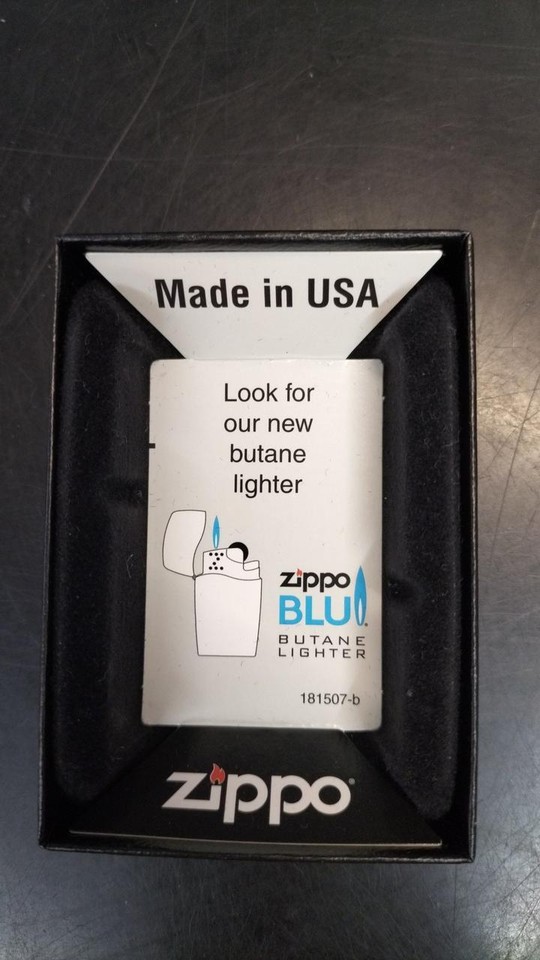 Made in USA
Look for
our new
butane
lighter
zippo
BLU
BUTANE
LIGHTER
181507-b
zippo